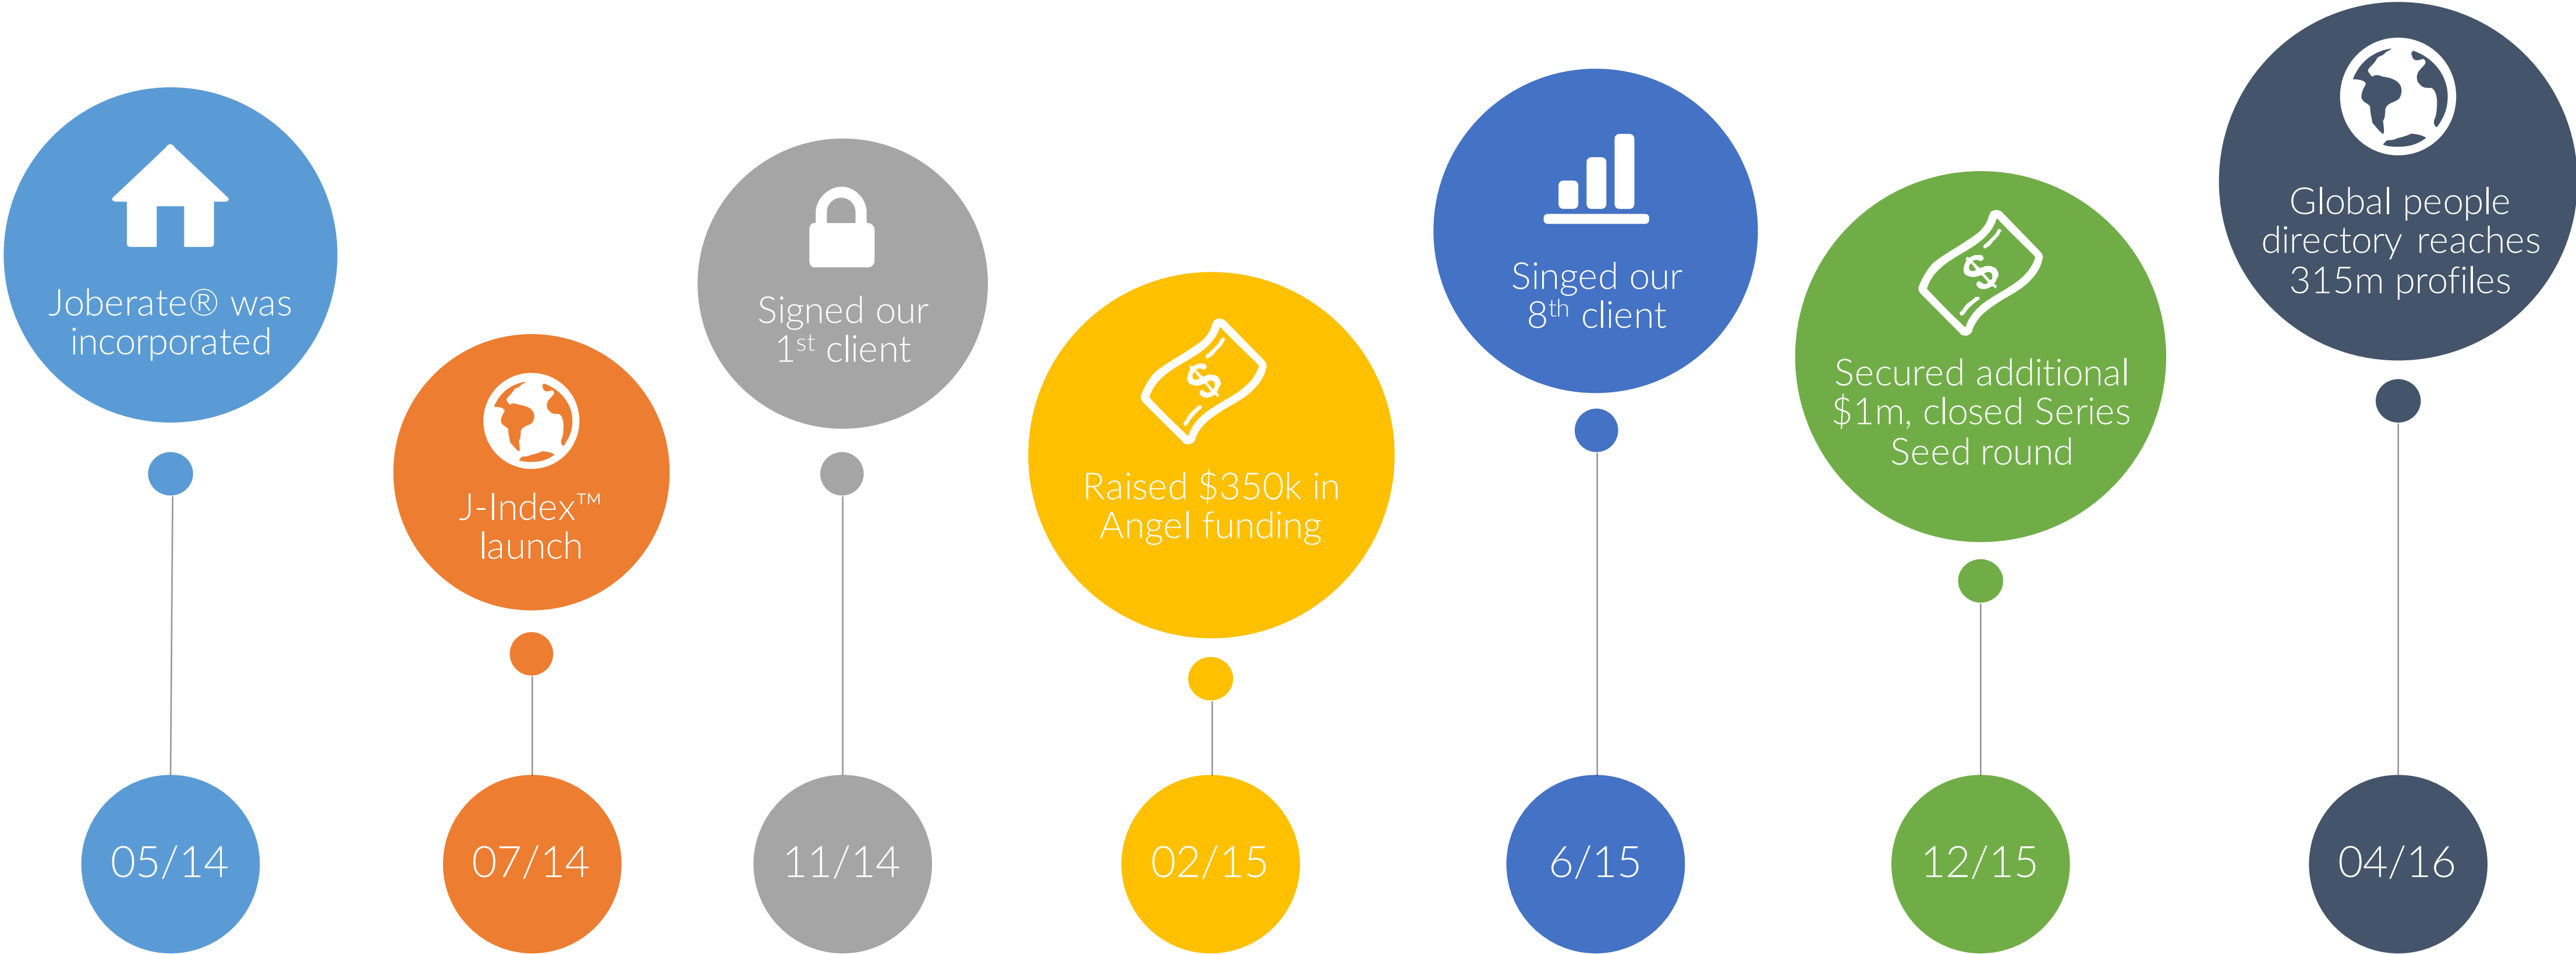 Joberate® was
incorporated
J-Index™
launch
Signed our
1st client
Raised $350k in
Angel funding
Singed our
8th client
Secured additional
$1m, closed Series
Seed round
Global people
directory reaches
315m profiles
05/14
07/14
11/14
02/15
6/15
12/15
04/16